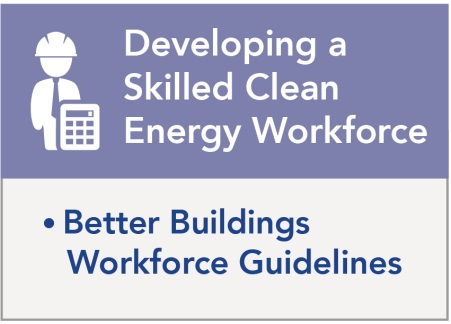 Developing a
Skilled Clean
Energy Workforce
• Better Buildings
Workforce Guidelines